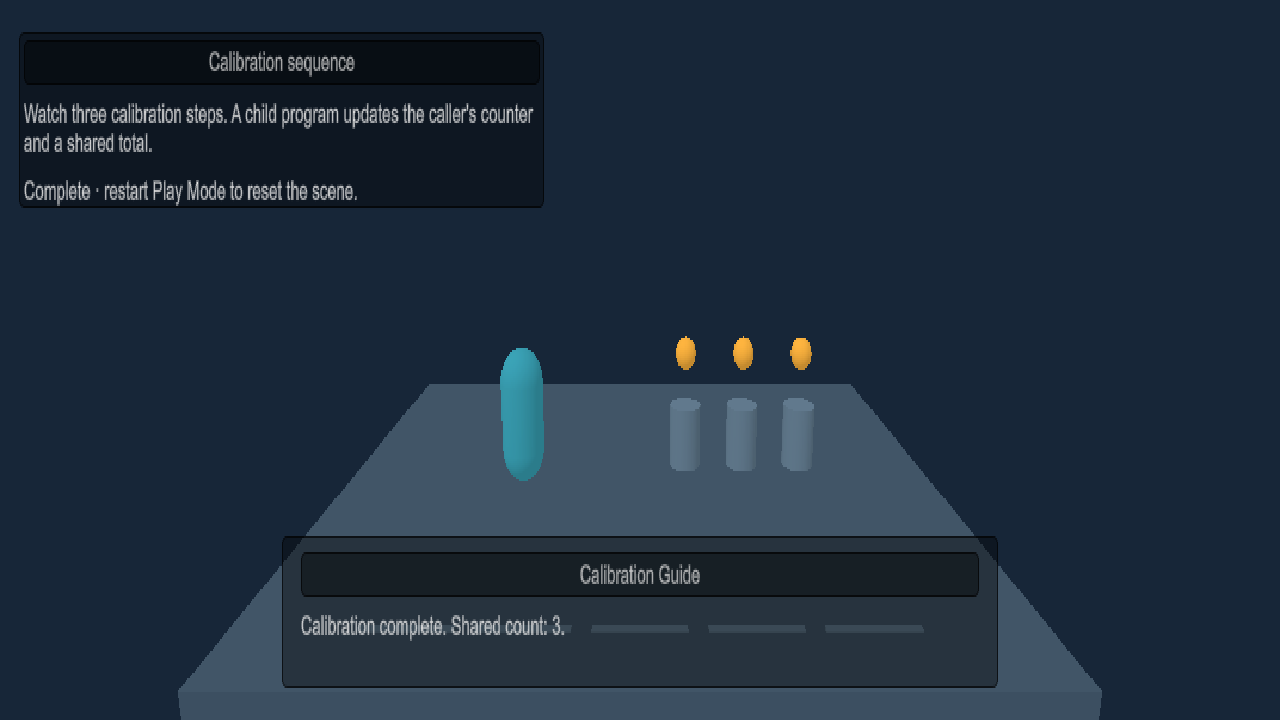 Calibration sequence
Watch three calibration steps. A child program updates the caller's counter
and a shared total.
Complete · restart Play Mode to reset the scene.
Calibration Guide
Calibration complete. Shared count: 3.